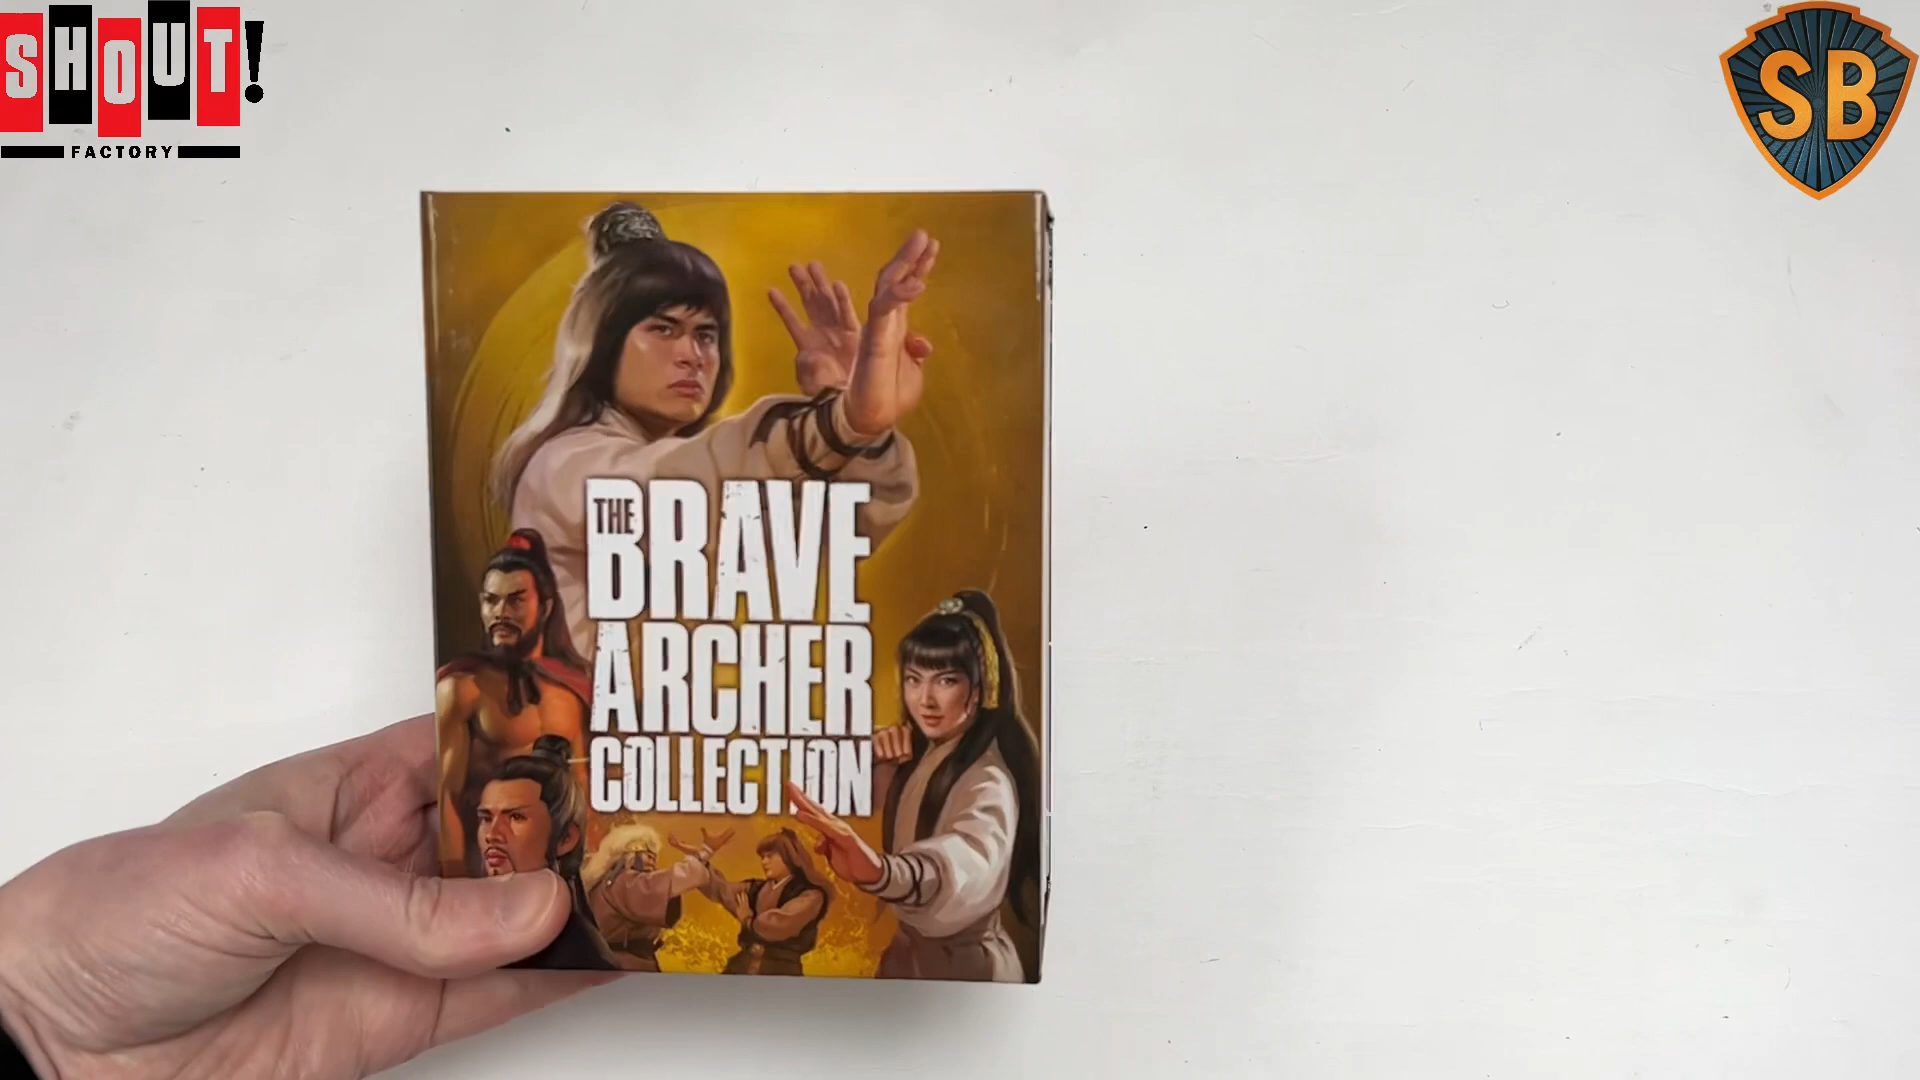 SHOUT!
FACTORY
SB
THE
BRAVE
ARCHER
COLLECTION